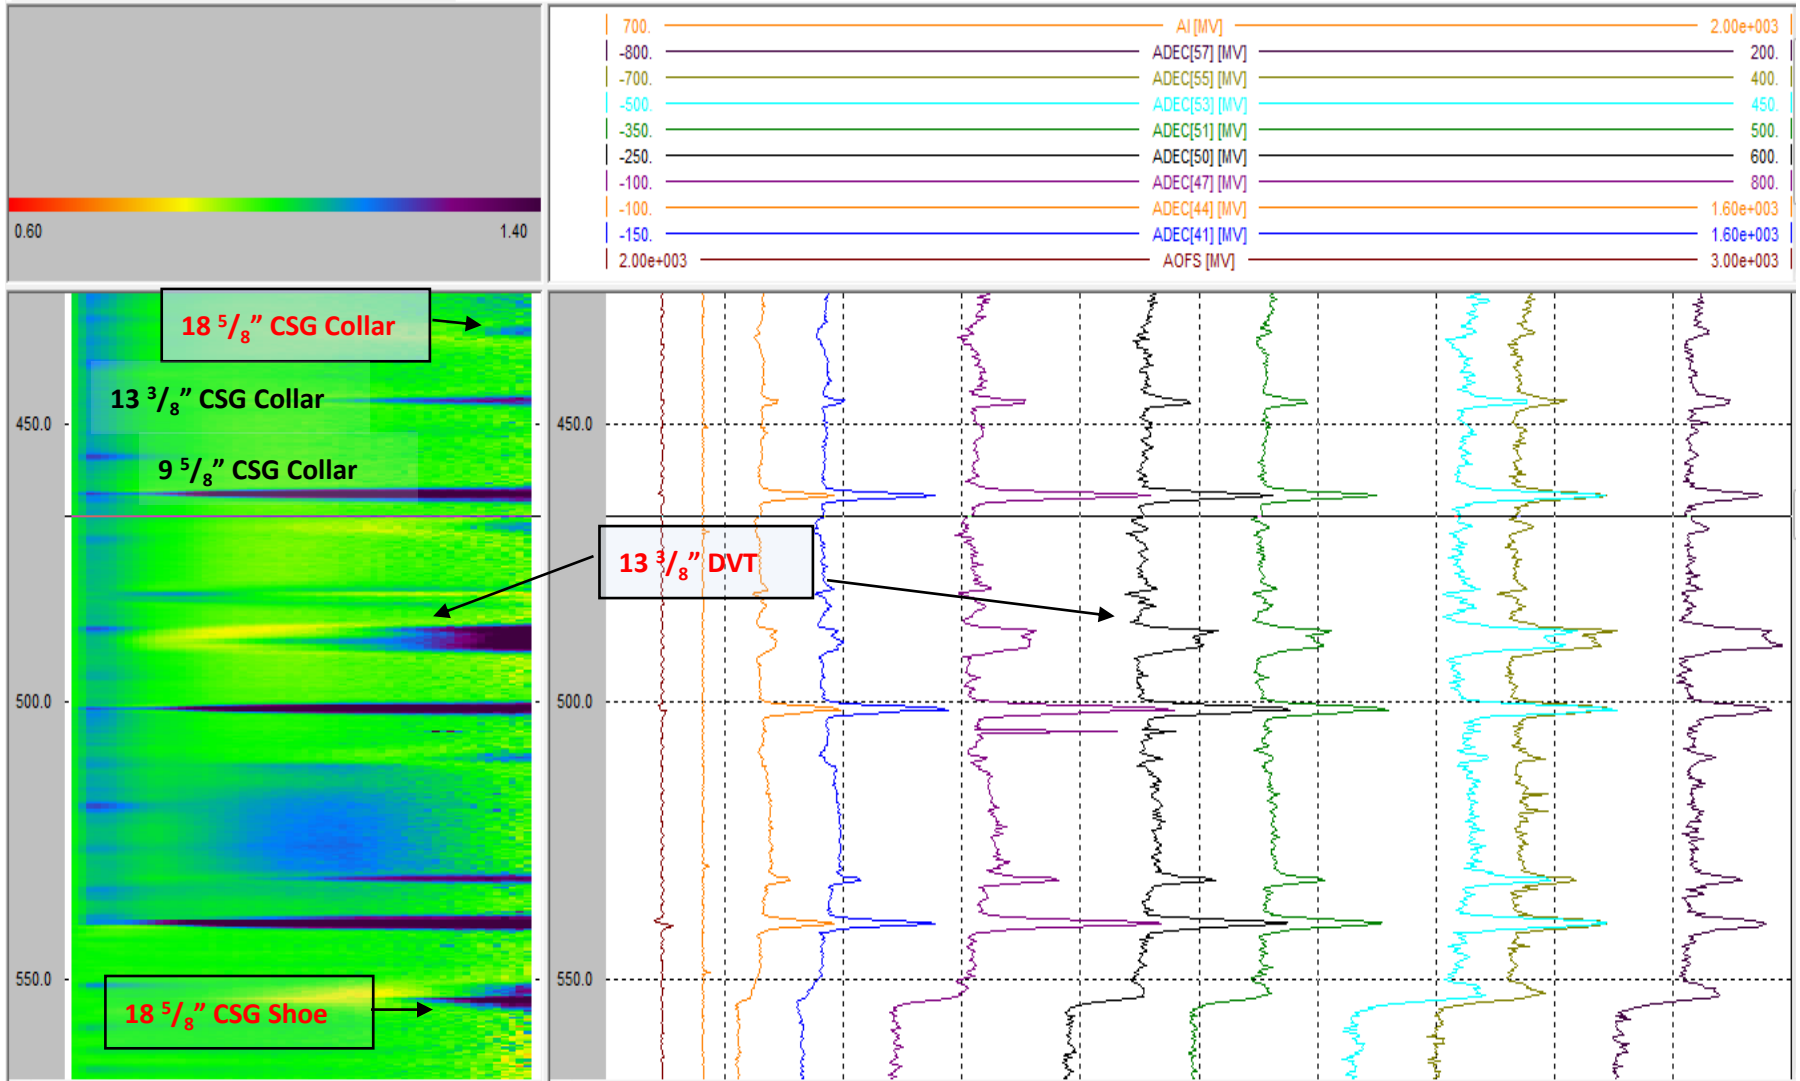 0.60 1.40
700. AI [MV] 2.00e+003
-800. ADEC[57] [MV] 200.
-700. ADEC[55] [MV] 400.
-500. ADEC[53] [MV] 450.
-350. ADEC[51] [MV] 500.
-250. ADEC[50] [MV] 600.
-100. ADEC[47] [MV] 800.
-100. ADEC[44] [MV] 1.60e+003
-150. ADEC[41] [MV] 1.60e+003
2.00e+003 AOFS [MV] 3.00e+003
18 5/8” CSG Collar
13 3/8” CSG Collar
450.0 450.0
9 5/8” CSG Collar
13 3/8” DVT
500.0 500.0
550.0 550.0
18 5/8” CSG Shoe